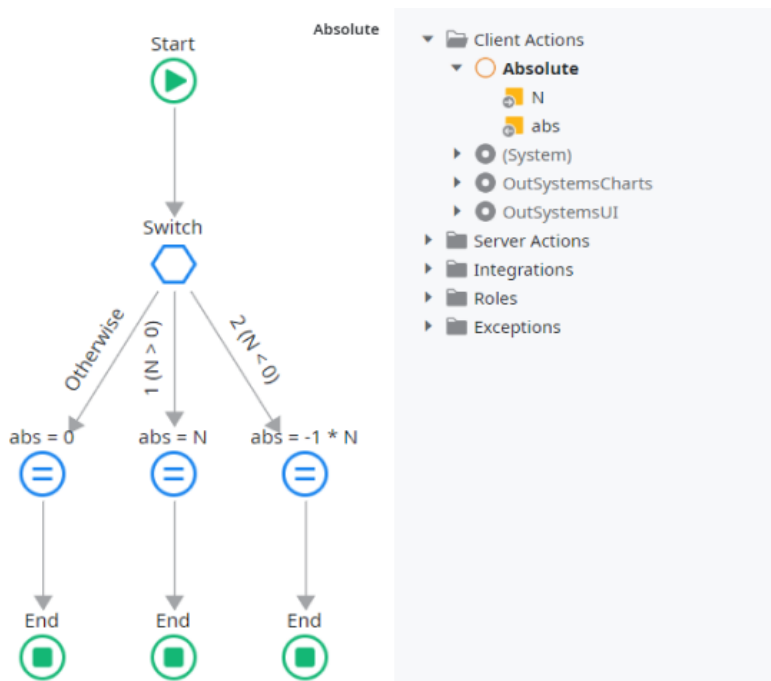 Absolute
Start
Switch
Otherwise
1 (N > 0)
2 (N < 0)
abs = 0
abs = N
abs = -1 * N
End
End
End
Client Actions
Absolute
N
abs
(System)
OutSystemsCharts
OutSystemsUI
Server Actions
Integrations
Roles
Exceptions